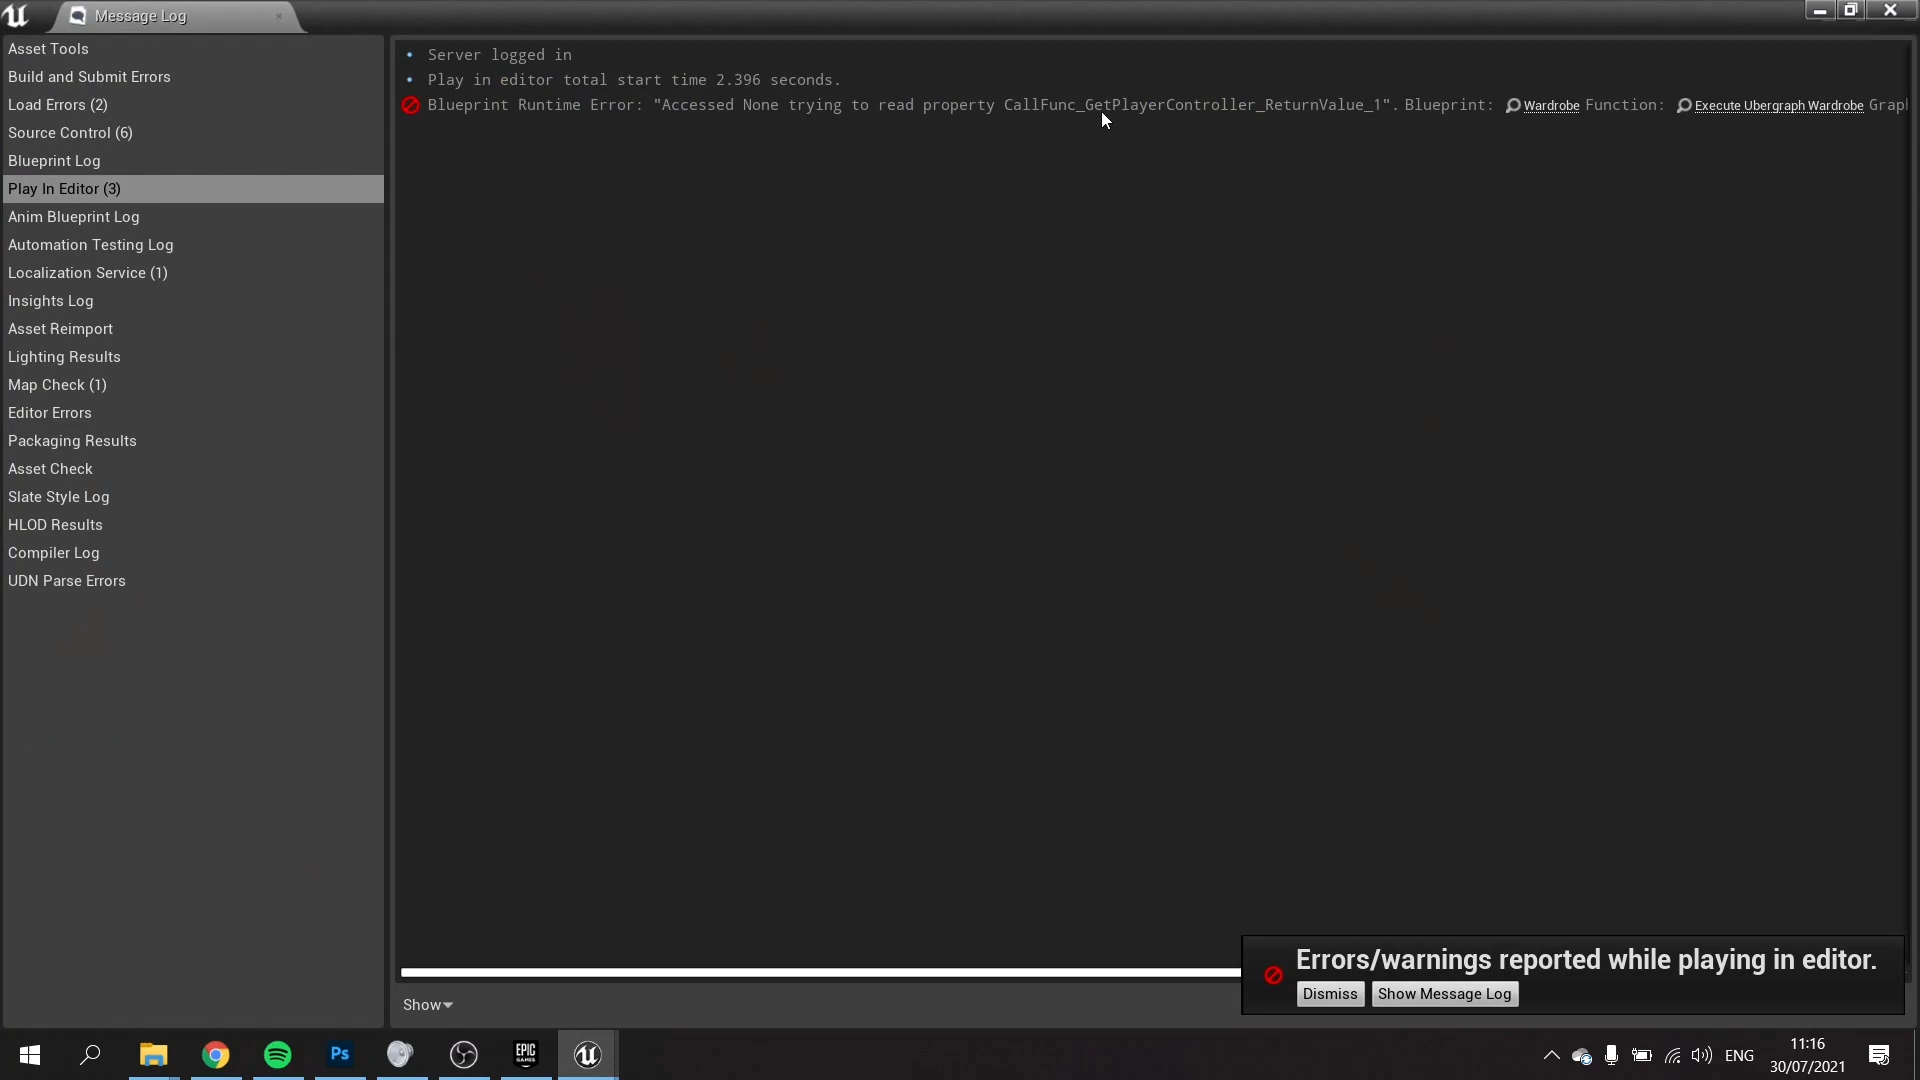 Message Log
Asset Tools
Build and Submit Errors
Load Errors (2)
Source Control (6)
Blueprint Log
Play In Editor (3)
Anim Blueprint Log
Automation Testing Log
Localization Service (1)
Insights Log
Asset Reimport
Lighting Results
Map Check (1)
Editor Errors
Packaging Results
Asset Check
Slate Style Log
HLOD Results
Compiler Log
UDN Parse Errors
Server logged in
Play in editor total start time 2.396 seconds.
Blueprint Runtime Error: "Accessed None trying to read property CallFunc_GetPlayerController_ReturnValue_1". Blueprint: Wardrobe Function: Execute Ubergraph Wardrobe Graph
Show
Errors/warnings reported while playing in editor.
Dismiss Show Message Log
Ps
EPIC GAMES
ENG
11:16
30/07/2021